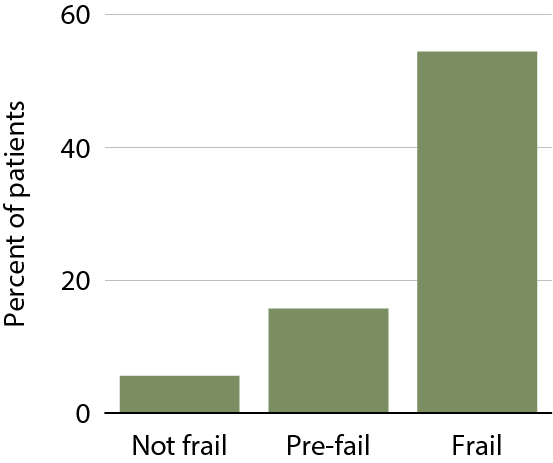 60
40
20
0
Percent of patients
Not frail
Pre-fail
Frail